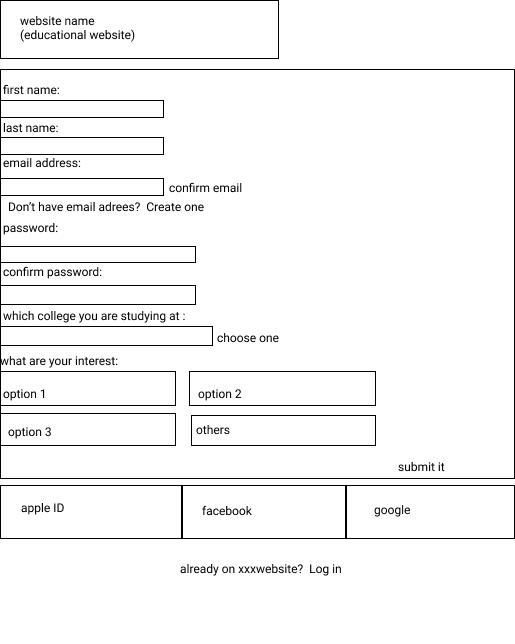 website name
(educational website)
first name:
last name:
email address:
confirm email
Don't have email adrees? Create one
password:
confirm password:
which college you are studying at :
choose one
what are your interest:
option 1
option 2
option 3
others
submit it
apple ID
facebook
google
already on xxxwebsite? Log in